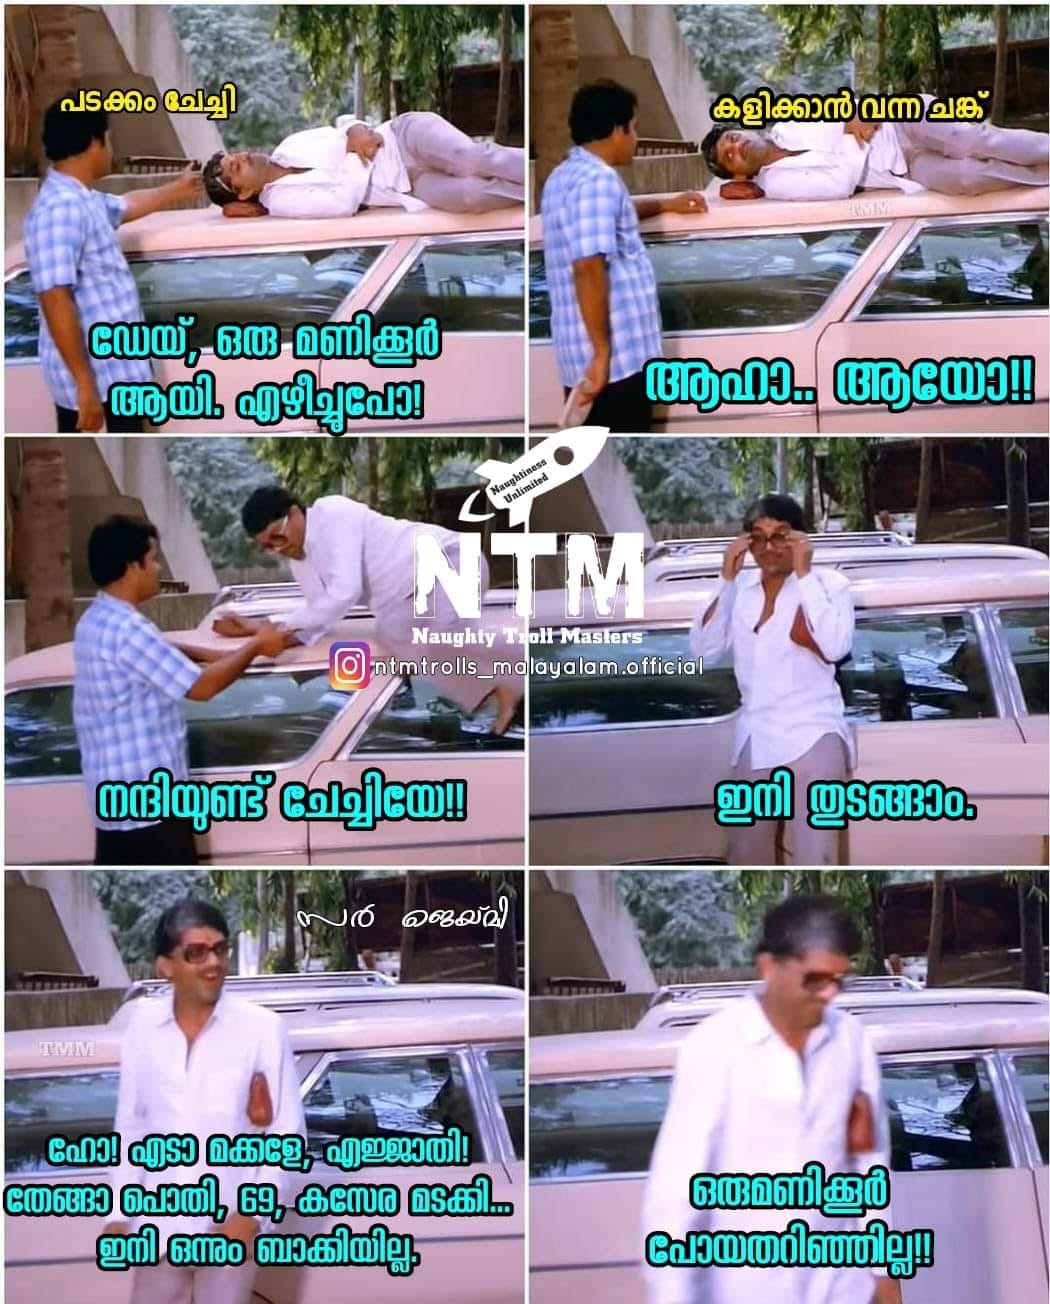 പടക്കം ചേച്ചി
ഡേയ്, ഒരു മണിക്കൂർ
ആയി. എഴീച്ചുപോ!
കളിക്കാൻ വന്ന ചങ്ക്
TMM
ആഹാ.. ആയോ!!
Naughtiness
Unlimited
NTM
Naughty Troll Masters
ntmtrolls_malayalam.official
നന്ദിയുണ്ട് ചേച്ചിയേ!!
ഇനി തുടങ്ങാം.
സർ ജെയ്മി
TMM
ഹോ! എടാ മക്കളേ, എജ്ജാതി!
തേങ്ങാ പൊതി, 69, കസേര മടക്കി...
ഇനി ഒന്നും ബാക്കിയില്ല.
ഒരുമണിക്കൂർ
പോയതറിഞ്ഞില്ല!!